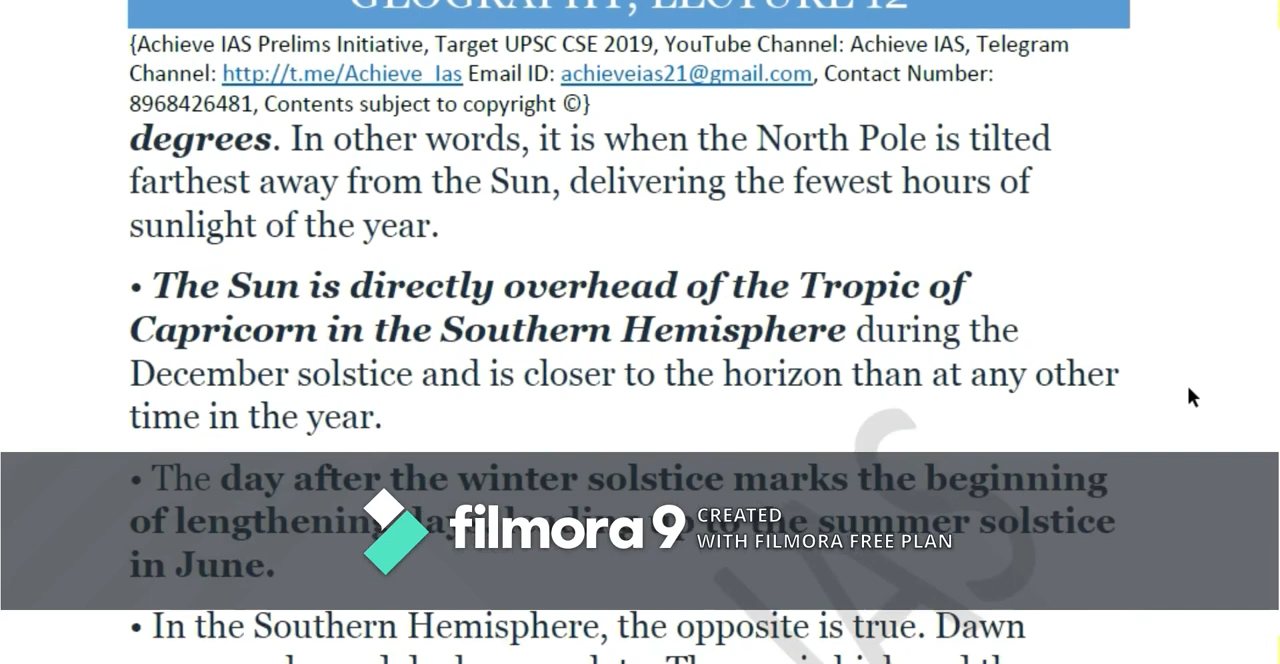 GEOGRAPHY, LECTURE 12
{Achieve IAS Prelims Initiative, Target UPSC CSE 2019, YouTube Channel: Achieve IAS, Telegram
Channel: http://t.me/Achieve_Ias Email ID: achieveias21@gmail.com, Contact Number:
8968426481, Contents subject to copyright ©}
degrees. In other words, it is when the North Pole is tilted
farthest away from the Sun, delivering the fewest hours of
sunlight of the year.
• The Sun is directly overhead of the Tropic of
Capricorn in the Southern Hemisphere during the
December solstice and is closer to the horizon than at any other
time in the year.
• The day after the winter solstice marks the beginning
of lengthening days, leading up to the summer solstice
in June.
filmora9 CREATED
WITH FILMORA FREE PLAN
• In the Southern Hemisphere, the opposite is true. Dawn
IAS